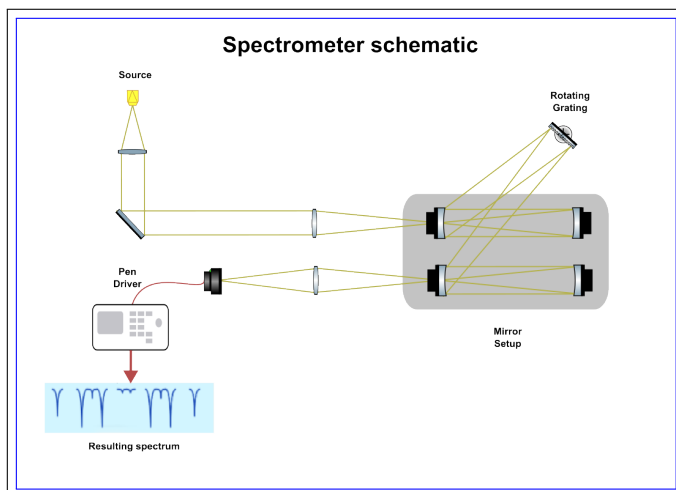 Spectrometer schematic
Source
Rotating
Grating
Pen
Driver
Mirror
Setup
Resulting spectrum